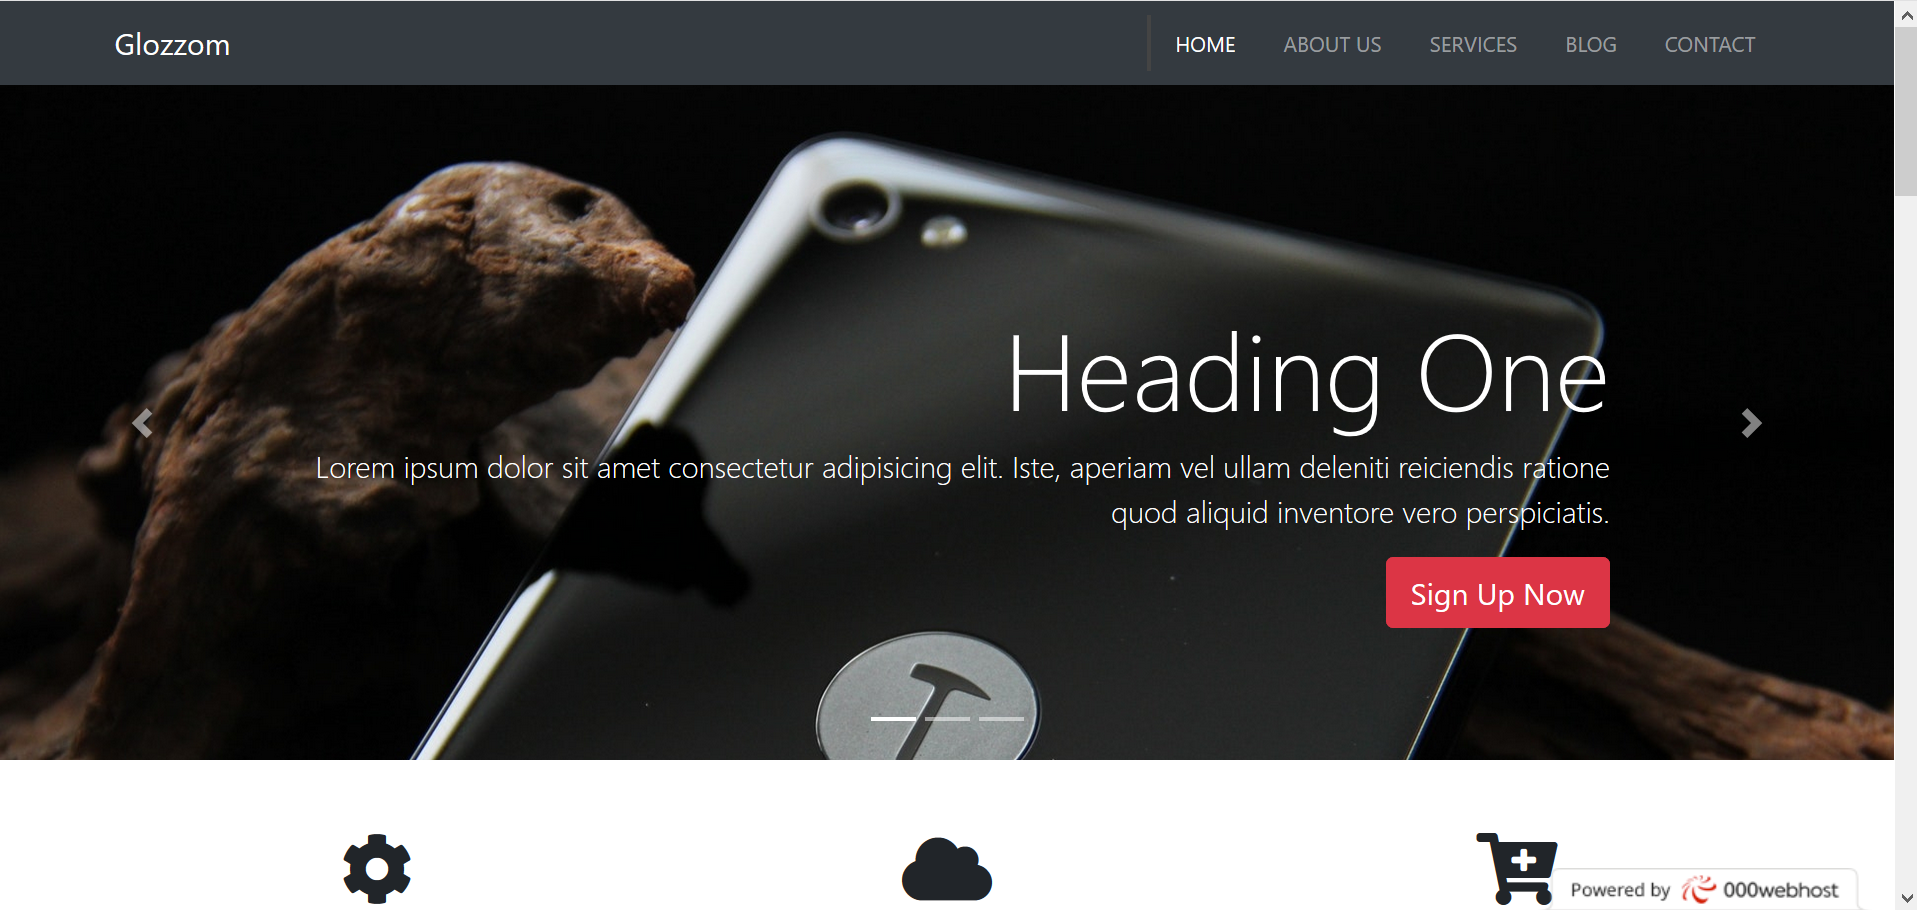 Glozzom
HOME ABOUT US SERVICES BLOG CONTACT
Heading One
Lorem ipsum dolor sit amet consectetur adipisicing elit. Iste, aperiam vel ullam deleniti reiciendis ratione
quod aliquid inventore vero perspiciatis.
Sign Up Now
Powered by 000webhost